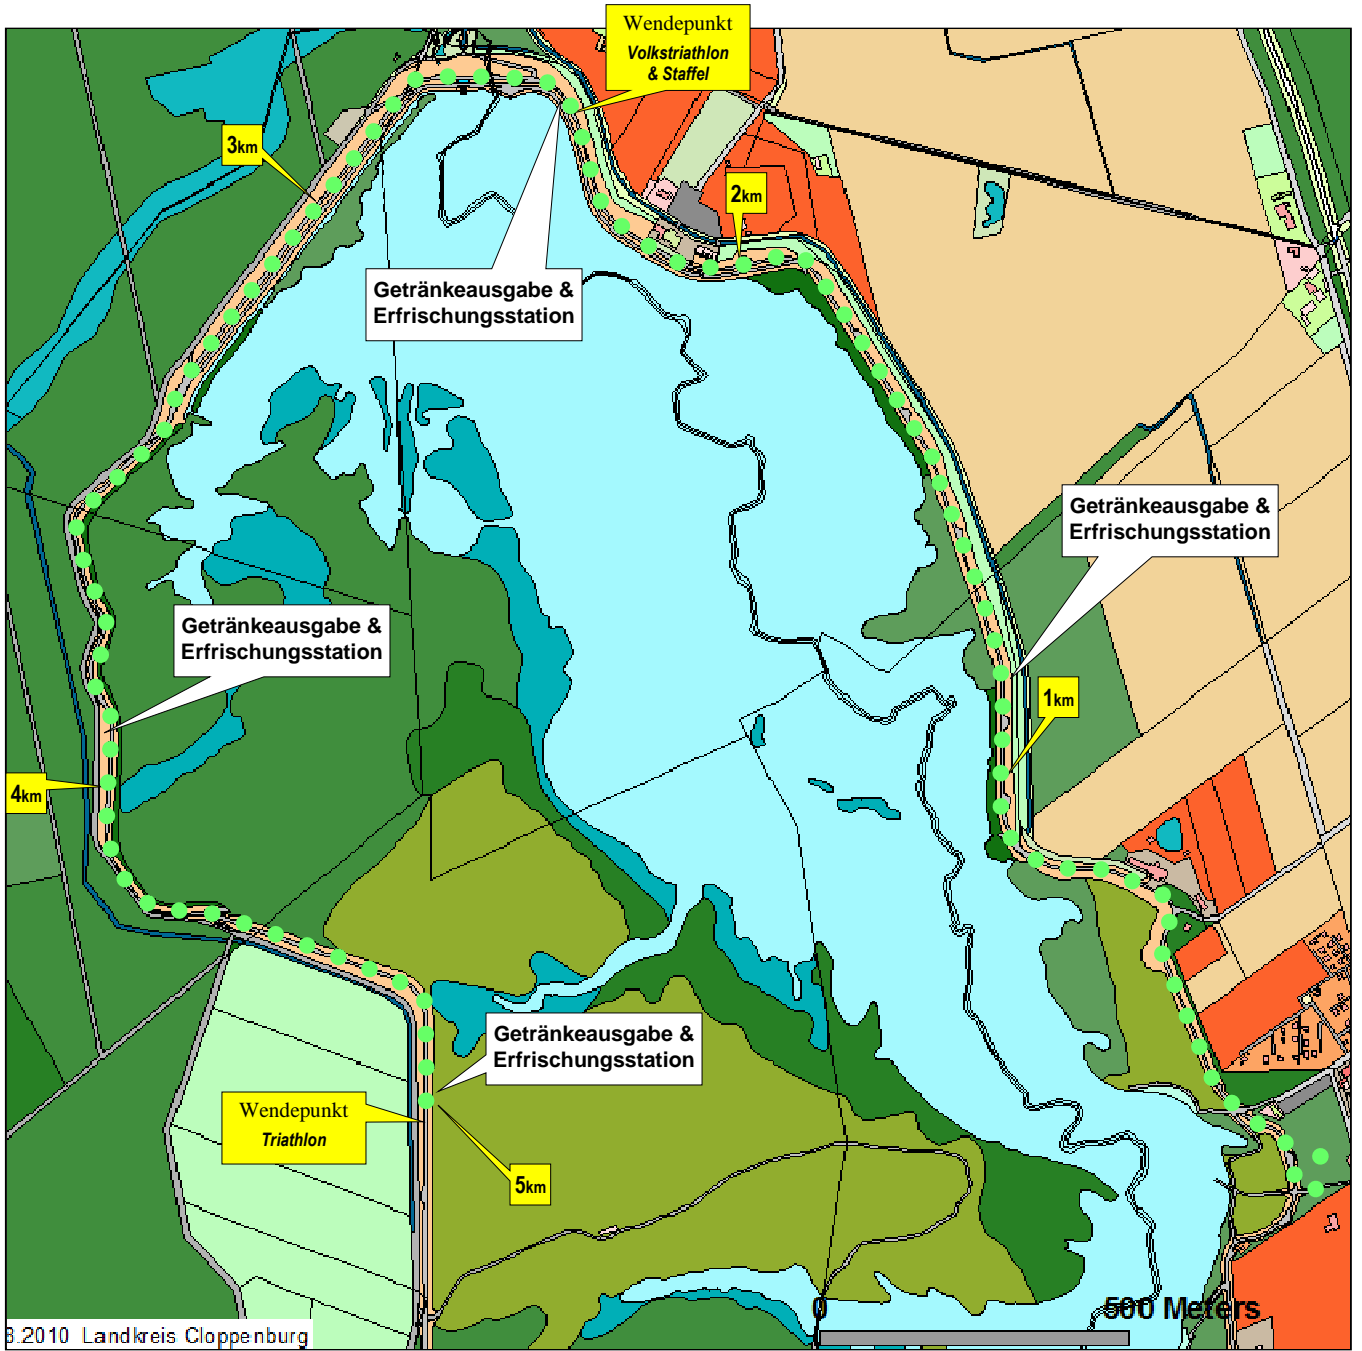 Wendepunkt
Volkstriathlon
& Staffel
3km
2km
Getränkeausgabe &
Erfrischungsstation
Getränkeausgabe &
Erfrischungsstation
Getränkeausgabe &
Erfrischungsstation
1km
4km
Getränkeausgabe &
Erfrischungsstation
Wendepunkt
Triathlon
5km
0 500 Meters
8.2010 Landkreis Cloppenburg